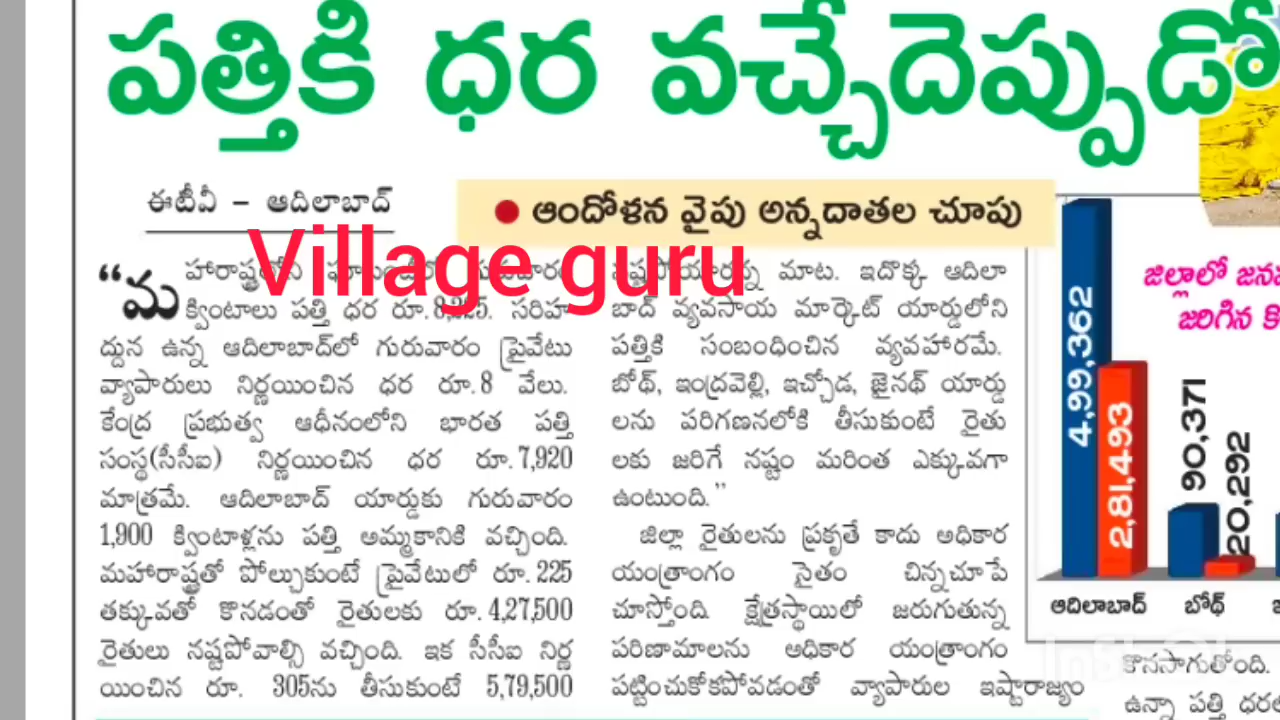 పత్తికి ధర వచ్చేదెప్పుడో
ఈటీవీ – ఆదిలాబాద్
● ఆందోళన వైపు అన్నదాతల చూపు
Village guru
“మహారాష్ట్రలోని
క్వింటాలు పత్తి ధర రూ. సరిహ
ద్దున ఉన్న ఆదిలాబాద్‌లో గురువారం ప్రైవేటు
వ్యాపారులు నిర్ణయించిన ధర రూ.8 వేలు.
కేంద్ర ప్రభుత్వ ఆధీనంలోని భారత పత్తి
సంస్థ(సీసీఐ) నిర్ణయించిన ధర రూ.7,920
మాత్రమే. ఆదిలాబాద్ యార్డుకు గురువారం
1,900 క్వింటాళ్లను పత్తి అమ్మకానికి వచ్చింది.
మహారాష్ట్రతో పోల్చుకుంటే ప్రైవేటులో రూ.225
తక్కువతో కొనడంతో రైతులకు రూ.4,27,500
రైతులు నష్టపోవాల్సి వచ్చింది. ఇక సీసీఐ నిర్ణ
యించిన రూ. 305ను తీసుకుంటే 5,79,500
మాట. ఇదొక్క ఆదిలా
బాద్ వ్యవసాయ మార్కెట్ యార్డులోని
పత్తికి సంబంధించిన వ్యవహారమే.
బోథ్, ఇంద్రవెల్లి, ఇచ్చోడ, జైనథ్ యార్డు
లను పరిగణనలోకి తీసుకుంటే రైతు
లకు జరిగే నష్టం మరింత ఎక్కువగా
ఉంటుంది.”
జిల్లా రైతులను ప్రకృతే కాదు అధికార
యంత్రాంగం సైతం చిన్నచూపే
చూస్తోంది. క్షేత్రస్థాయిలో జరుగుతున్న
పరిణామాలను అధికార యంత్రాంగం
పట్టించుకోకపోవడంతో వ్యాపారుల ఇష్టారాజ్యం
జిల్లాలో
జరిగిన
4,99,362
2,81,493
90,371
20,292
ఆదిలాబాద్
బోథ్
కొనసాగుతోంది.
ఉన్నా పత్తి